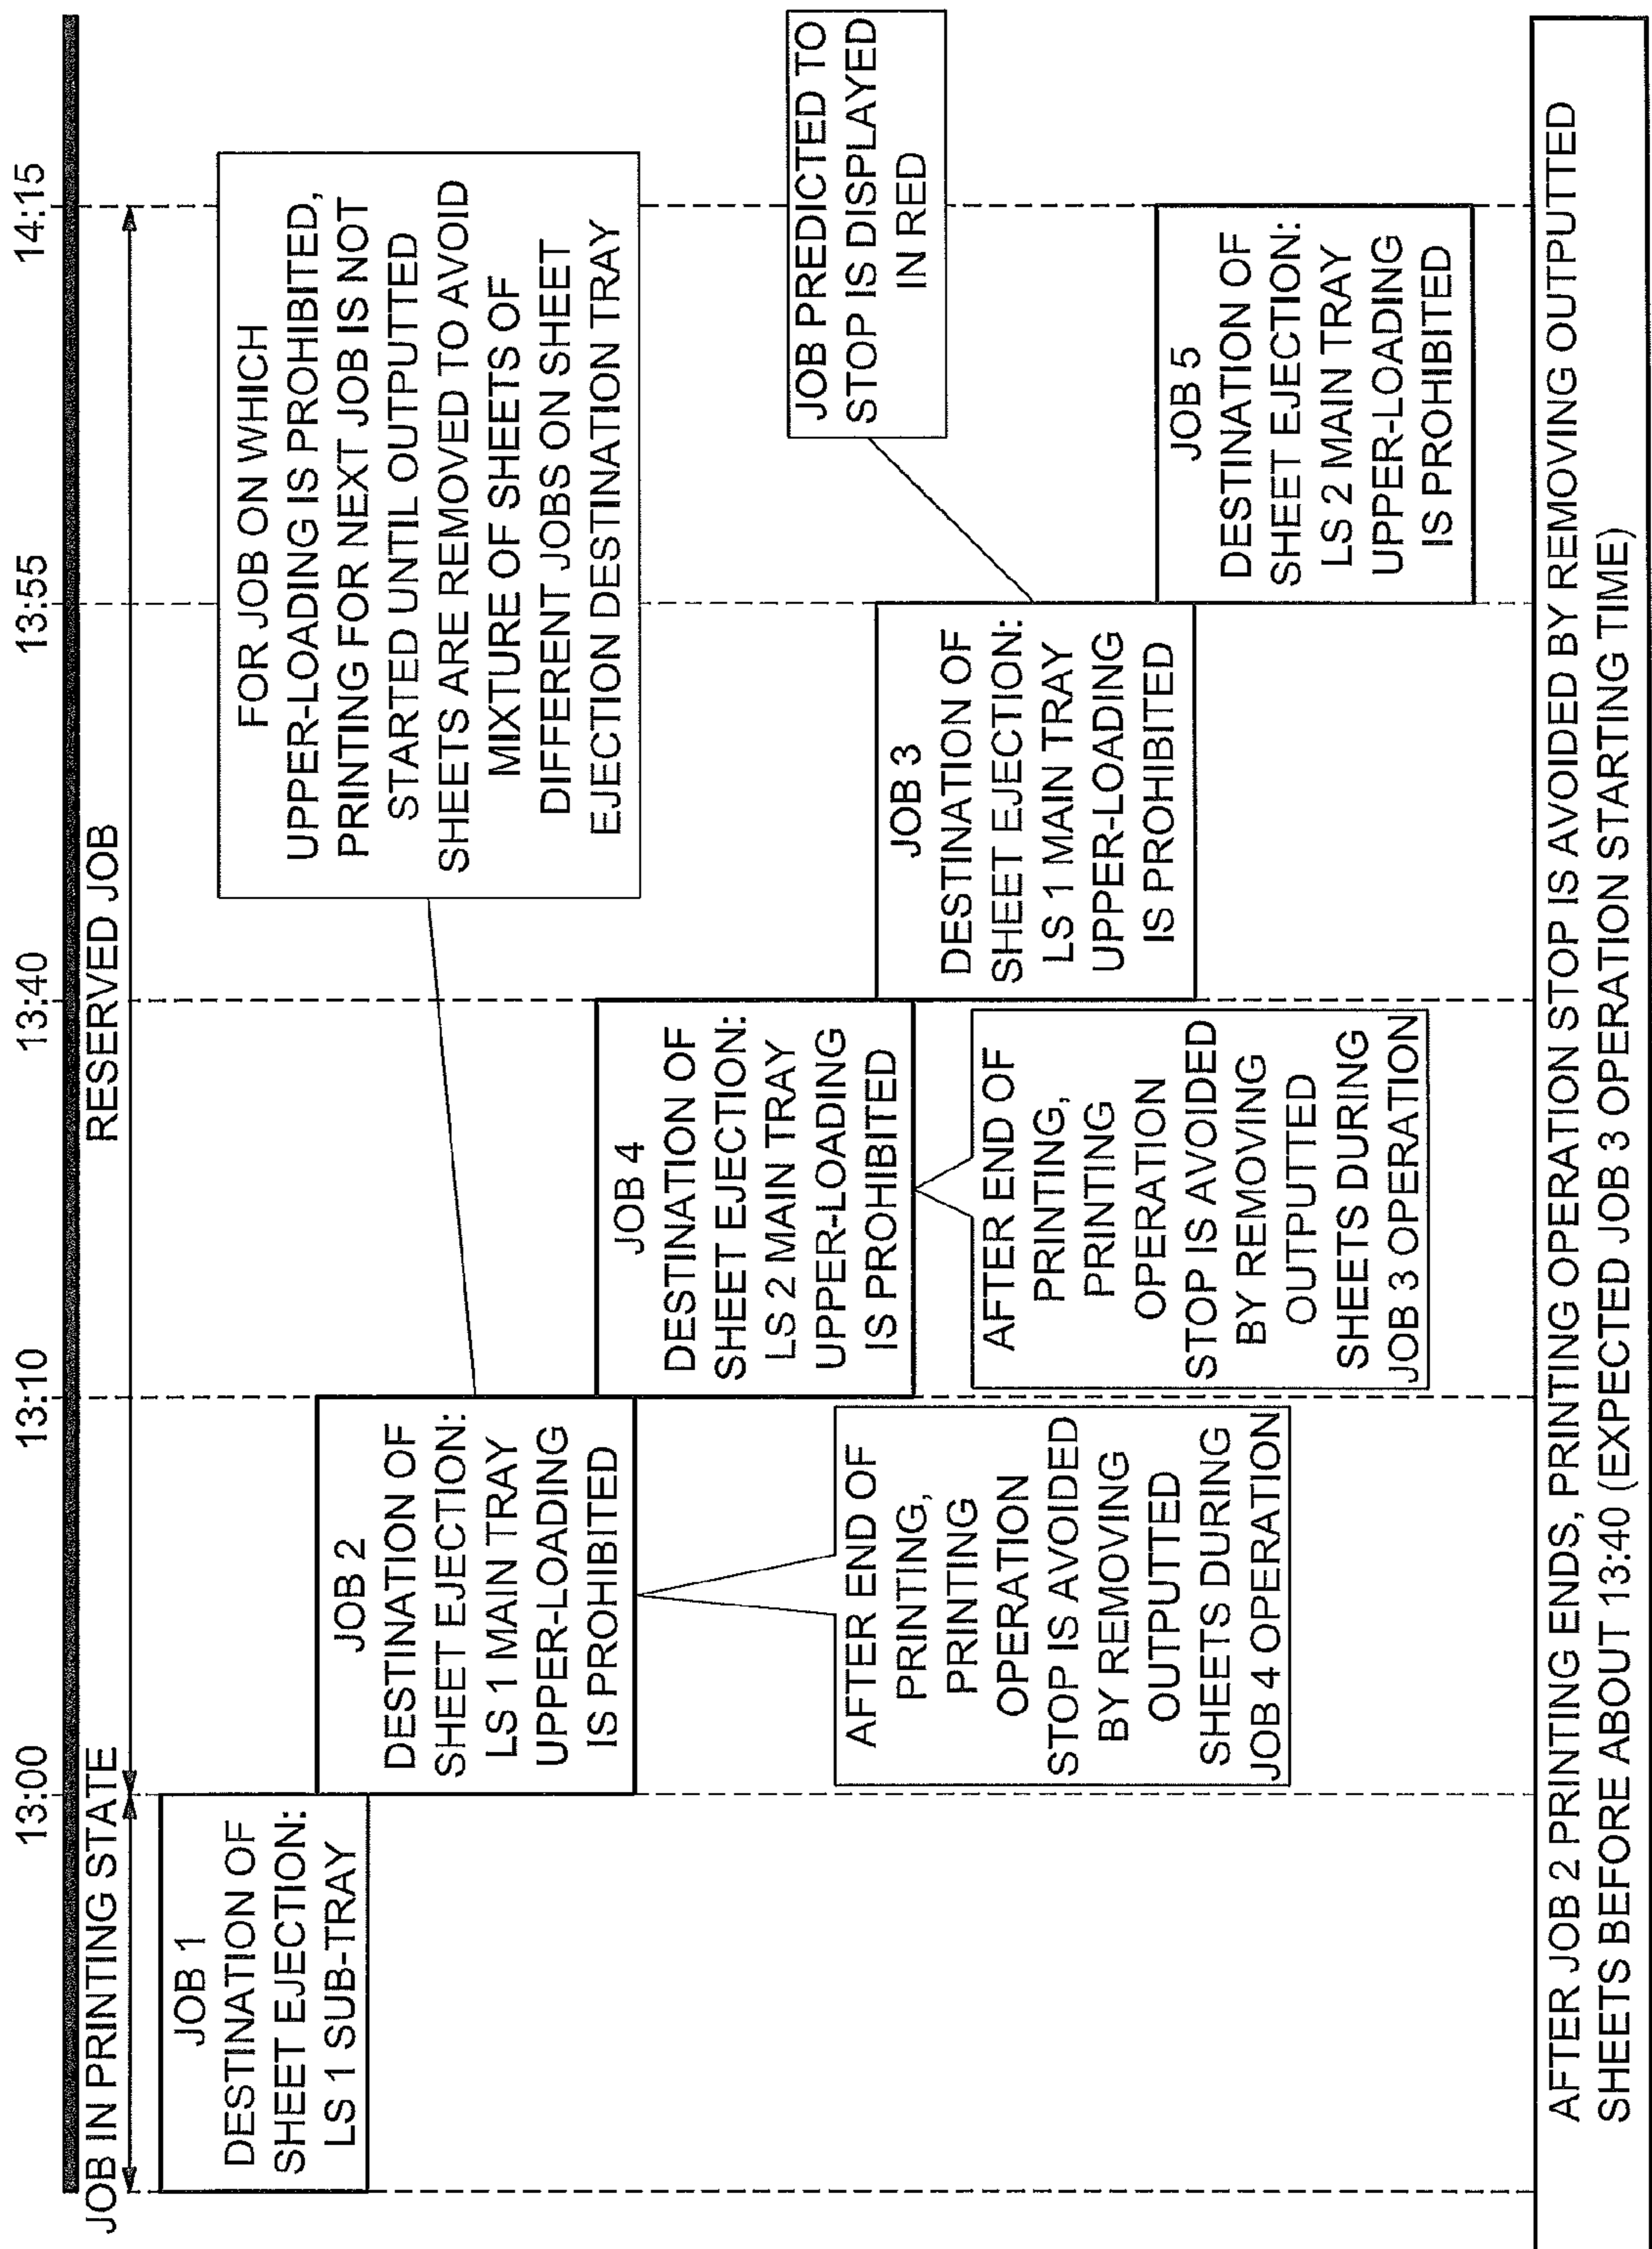 13:00
13:10
13:40
13:55
14:15
JOB IN PRINTING STATE
RESERVED JOB
JOB 1
DESTINATION OF
SHEET EJECTION:
LS 1 SUB-TRAY
FOR JOB ON WHICH
UPPER-LOADING IS PROHIBITED,
PRINTING FOR NEXT JOB IS NOT
STARTED UNTIL OUTPUTTED
SHEETS ARE REMOVED TO AVOID
MIXTURE OF SHEETS OF
DIFFERENT JOBS ON SHEET
EJECTION DESTINATION TRAY
JOB 2
DESTINATION OF
SHEET EJECTION:
LS 1 MAIN TRAY
UPPER-LOADING
IS PROHIBITED
JOB 4
DESTINATION OF
SHEET EJECTION:
LS 2 MAIN TRAY
UPPER-LOADING
IS PROHIBITED
JOB PREDICTED TO
STOP IS DISPLAYED
IN RED
AFTER END OF
PRINTING,
PRINTING
OPERATION
STOP IS AVOIDED
BY REMOVING
OUTPUTTED
SHEETS DURING
JOB 4 OPERATION
JOB 3
DESTINATION OF
SHEET EJECTION:
LS 1 MAIN TRAY
UPPER-LOADING
IS PROHIBITED
AFTER END OF
PRINTING,
PRINTING
OPERATION
STOP IS AVOIDED
BY REMOVING
OUTPUTTED
SHEETS DURING
JOB 3 OPERATION
JOB 5
DESTINATION OF
SHEET EJECTION:
LS 2 MAIN TRAY
UPPER-LOADING
IS PROHIBITED
AFTER JOB 2 PRINTING ENDS, PRINTING OPERATION STOP IS AVOIDED BY REMOVING OUTPUTTED
SHEETS BEFORE ABOUT 13:40 (EXPECTED JOB 3 OPERATION STARTING TIME)